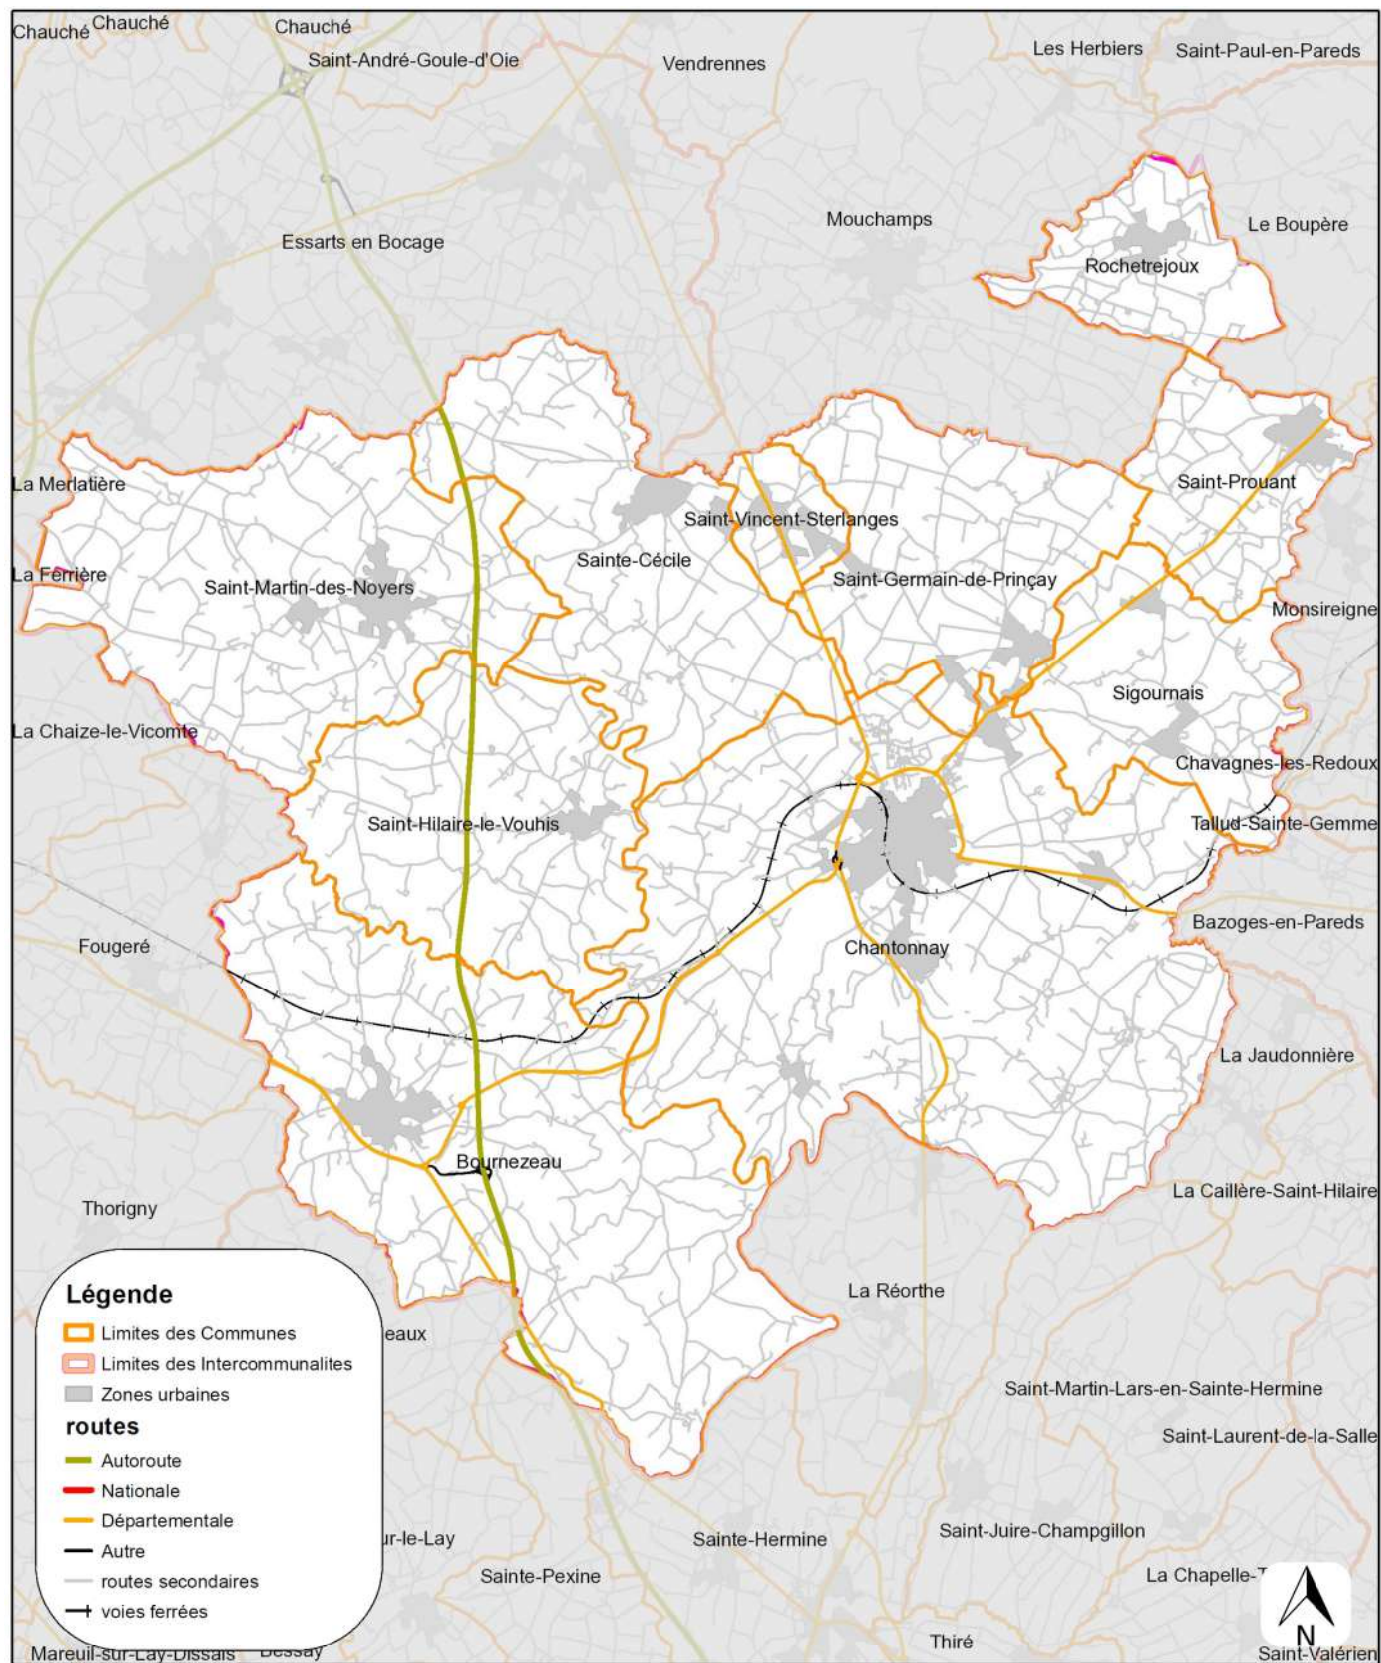 Chauché
Chauché
Chauché
Saint-André-Goule-d'Oie
Vendrennes
Les Herbiers
Saint-Paul-en-Pareds
Mouchamps
Le Boupère
Essarts en Bocage
Rochetrejoux
La Merlatière
Saint-Prouant
Saint-Vincent-Sterlanges
Sainte-Cécile
La Ferrière
Saint-Martin-des-Noyers
Saint-Germain-de-Prinçay
Monsireigne
Sigournais
La Chaize-le-Vicomte
Chavagnes-les-Redoux
Saint-Hilaire-le-Vouhis
Tallud-Sainte-Gemme
Bazoges-en-Pareds
Fougeré
Chantonnay
La Jaudonnière
Bournezeau
La Caillère-Saint-Hilaire
Thorigny
La Réorthe
Légende
Limites des Communes
eaux
Limites des Intercommunalites
Zones urbaines
Saint-Martin-Lars-en-Sainte-Hermine
routes
Saint-Laurent-de-la-Salle
Autoroute
Nationale
Départementale
Saint-Juire-Champgillon
ur-le-Lay
Sainte-Hermine
Autre
Sainte-Pexine
La Chapelle-T
routes secondaires
voies ferrées
N
Thiré
Mareuil-sur-Lay-Dissais
Bessay
Saint-Valérien